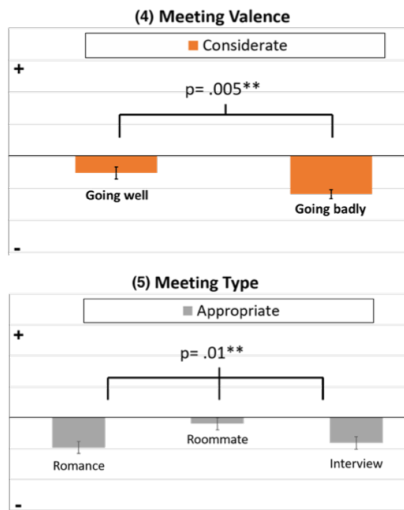 (4) Meeting Valence
Considerate
+
p= .005**
Going well
Going badly
-
(5) Meeting Type
Appropriate
+
p= .01**
Romance
Roommate
Interview
-